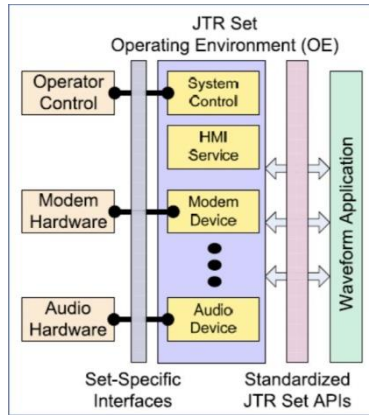 JTR Set
Operating Environment (OE)
Operator
Control
System
Control
HMI
Service
Modem
Hardware
Modem
Device
Audio
Hardware
Audio
Device
Waveform Application
Set-Specific
Interfaces
Standardized
JTR Set APIs